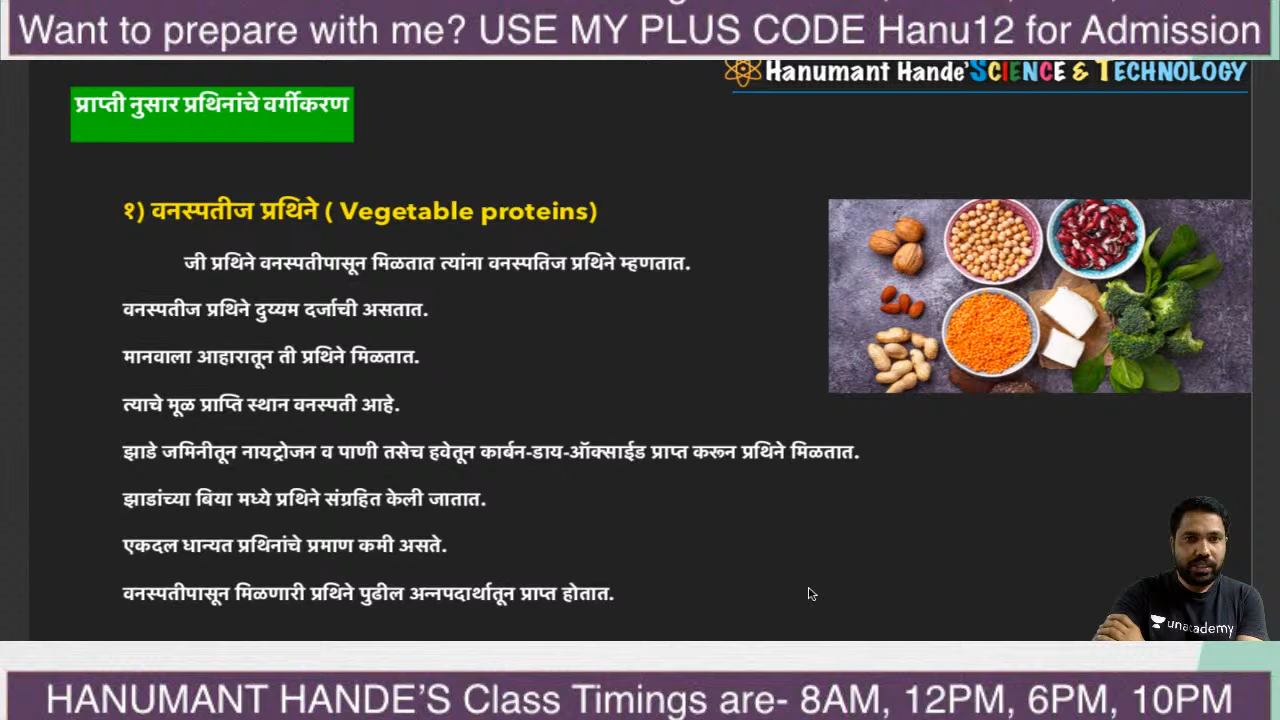 Want to prepare with me? USE MY PLUS CODE Hanu12 for Admission
Hanumant Hande'SCIENCE & TECHNOLOGY
प्राप्ती नुसार प्रथिनांचे वर्गीकरण
१) वनस्पतीज प्रथिने ( Vegetable proteins)
जी प्रथिने वनस्पतीपासून मिळतात त्यांना वनस्पतिज प्रथिने म्हणतात.
वनस्पतीज प्रथिने दुय्यम दर्जाची असतात.
मानवाला आहारातून ती प्रथिने मिळतात.
त्याचे मूळ प्राप्ति स्थान वनस्पती आहे.
झाडे जमिनीतून नायट्रोजन व पाणी तसेच हवेतून कार्बन-डाय-ऑक्साईड प्राप्त करून प्रथिने मिळतात.
झाडांच्या बिया मध्ये प्रथिने संग्रहित केली जातात.
एकदल धान्यत प्रथिनांचे प्रमाण कमी असते.
वनस्पतीपासून मिळणारी प्रथिने पुढील अन्नपदार्थातून प्राप्त होतात.
unacademy
HANUMANT HANDE'S Class Timings are- 8AM, 12PM, 6PM, 10PM